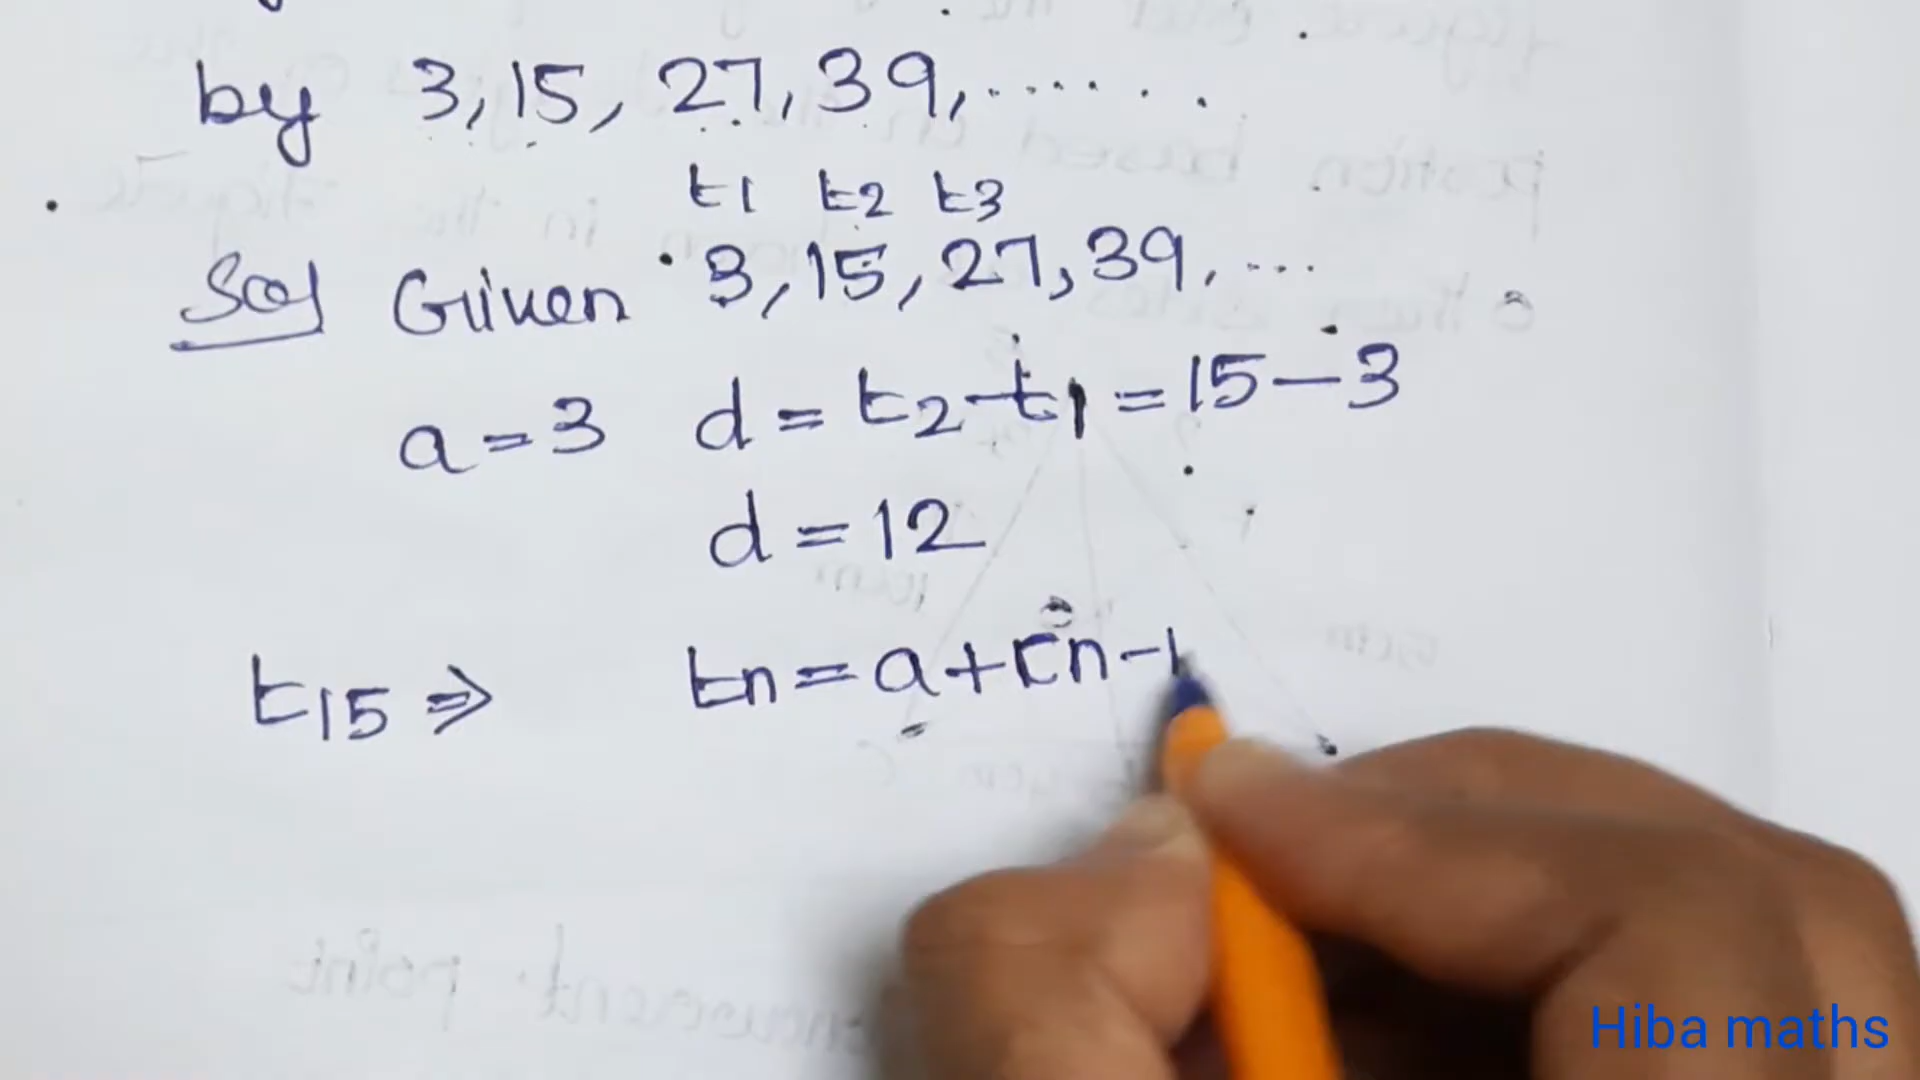 by 3, 15, 27, 39, ......
t1 t2 t3
Sol Given 3, 15, 27, 39, ...
a = 3 d = t2 - t1 = 15 - 3
d = 12
t15 ⇒ tn = a + (n - 1
Hiba maths